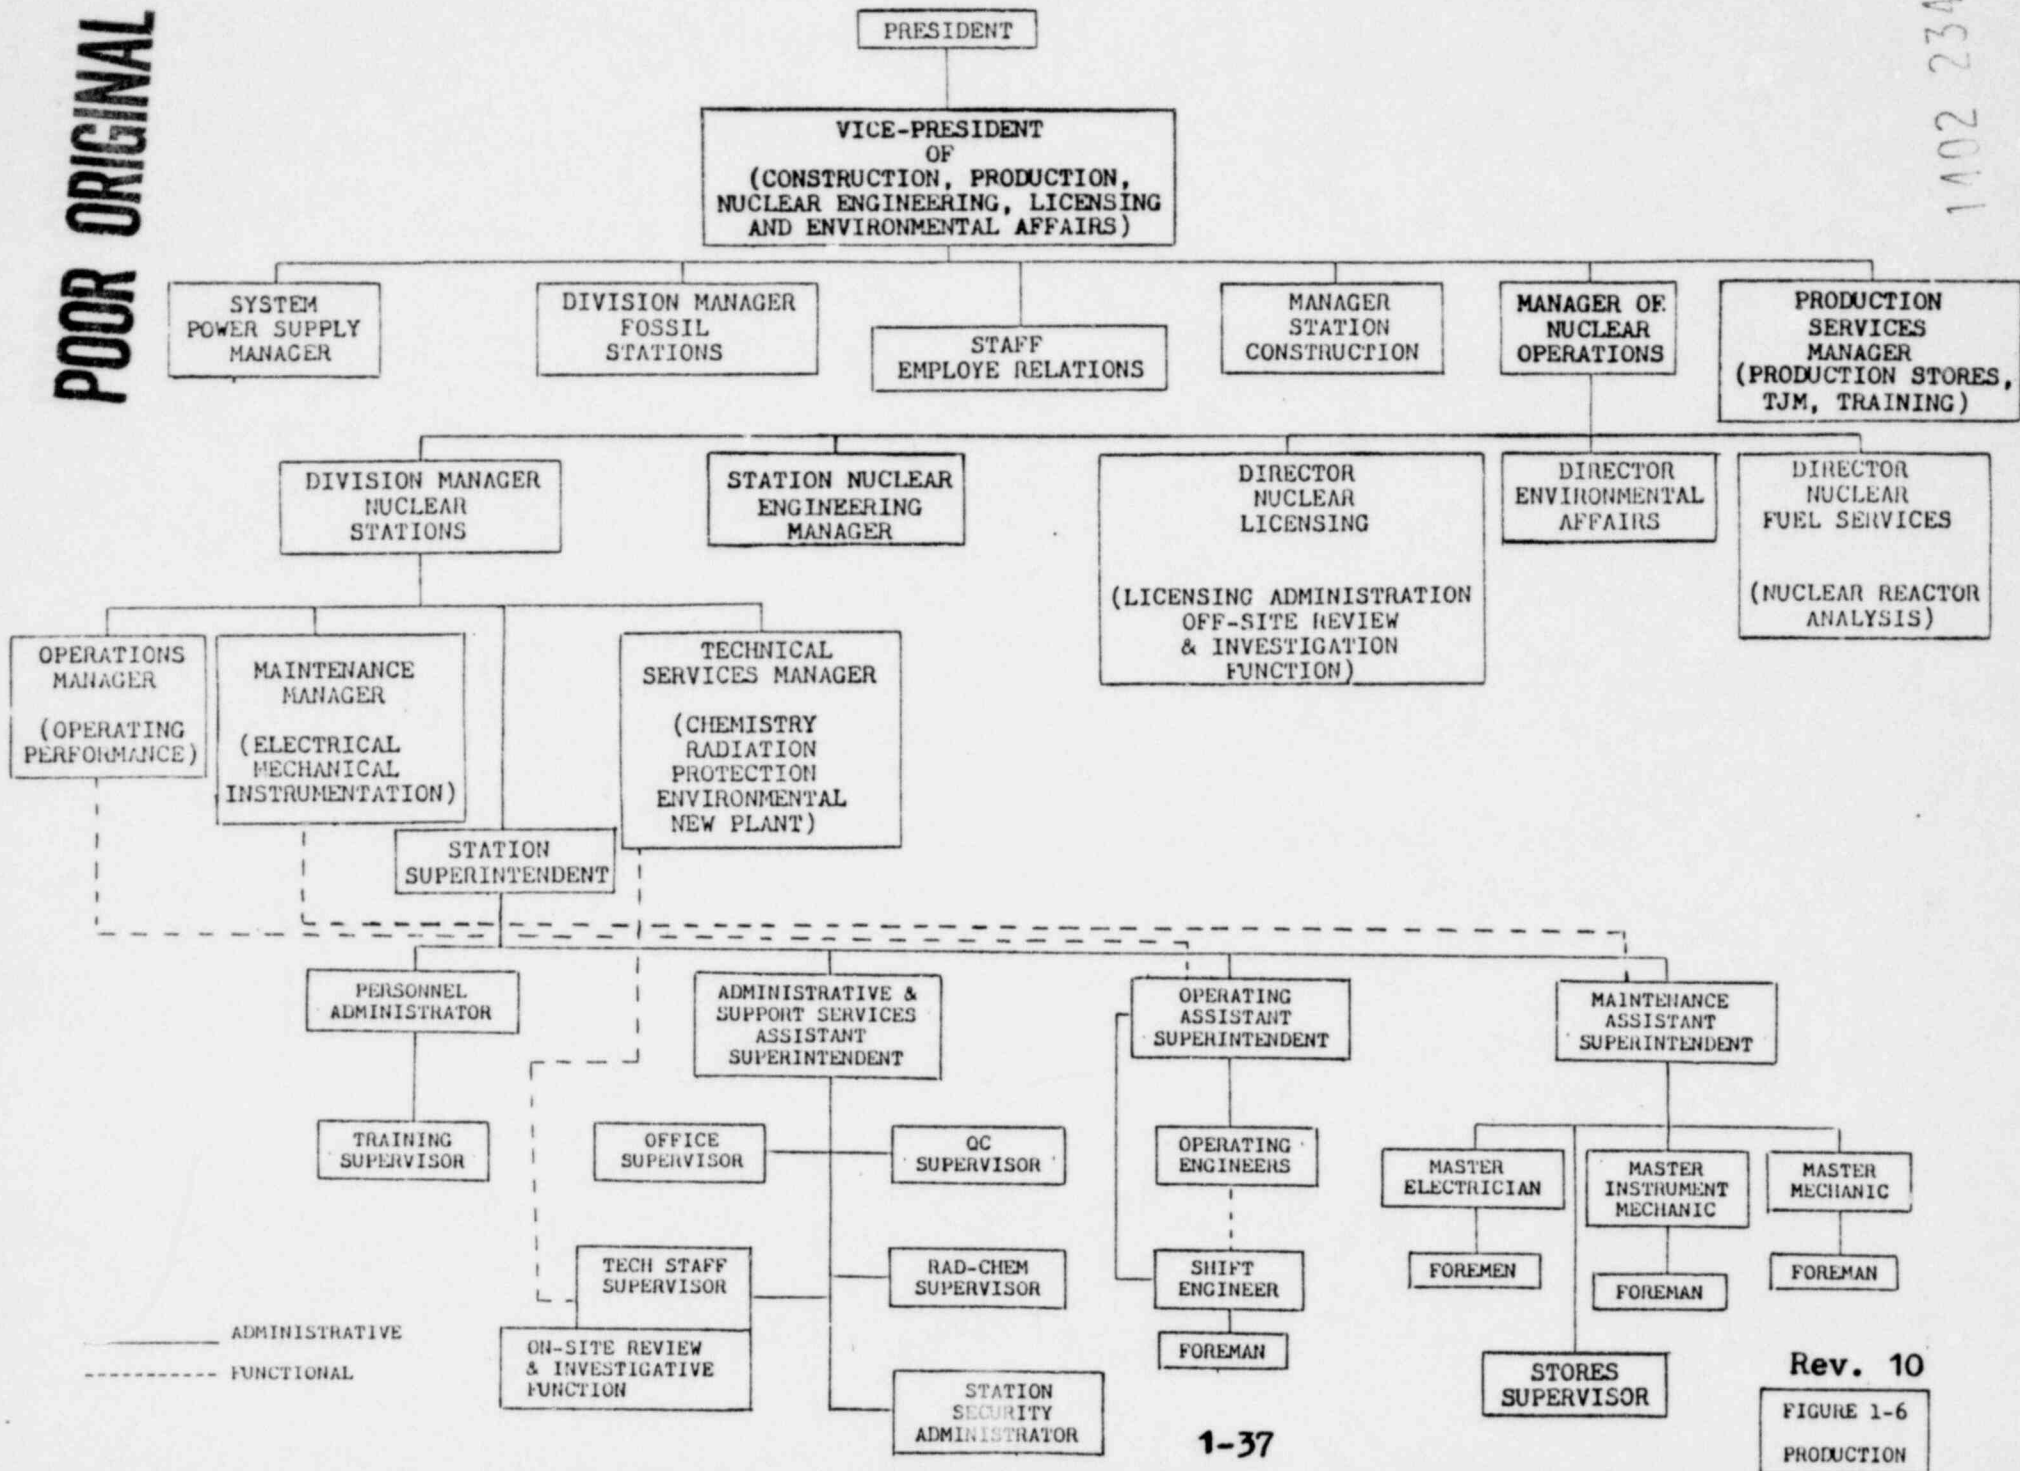 POOR ORIGINAL
1402 234
PRESIDENT
VICE-PRESIDENT
OF
(CONSTRUCTION, PRODUCTION,
NUCLEAR ENGINEERING, LICENSING
AND ENVIRONMENTAL AFFAIRS)
SYSTEM
POWER SUPPLY
MANAGER
DIVISION MANAGER
FOSSIL
STATIONS
STAFF
EMPLOYE RELATIONS
MANAGER
STATION
CONSTRUCTION
MANAGER OF
NUCLEAR
OPERATIONS
PRODUCTION
SERVICES
MANAGER
(PRODUCTION STORES,
TJM, TRAINING)
DIVISION MANAGER
NUCLEAR
STATIONS
STATION NUCLEAR
ENGINEERING
MANAGER
DIRECTOR
NUCLEAR
LICENSING
(LICENSING ADMINISTRATION
OFF-SITE REVIEW
& INVESTIGATION
FUNCTION)
DIRECTOR
ENVIRONMENTAL
AFFAIRS
DIRECTOR
NUCLEAR
FUEL SERVICES
(NUCLEAR REACTOR
ANALYSIS)
OPERATIONS
MANAGER
(OPERATING
PERFORMANCE)
MAINTENANCE
MANAGER
(ELECTRICAL
MECHANICAL
INSTRUMENTATION)
TECHNICAL
SERVICES MANAGER
(CHEMISTRY
RADIATION
PROTECTION
ENVIRONMENTAL
NEW PLANT)
STATION
SUPERINTENDENT
PERSONNEL
ADMINISTRATOR
ADMINISTRATIVE &
SUPPORT SERVICES
ASSISTANT
SUPERINTENDENT
OPERATING
ASSISTANT
SUPERINTENDENT
MAINTENANCE
ASSISTANT
SUPERINTENDENT
TRAINING
SUPERVISOR
OFFICE
SUPERVISOR
QC
SUPERVISOR
OPERATING
ENGINEERS
MASTER
ELECTRICIAN
MASTER
INSTRUMENT
MECHANIC
MASTER
MECHANIC
TECH STAFF
SUPERVISOR
RAD-CHEM
SUPERVISOR
SHIFT
ENGINEER
FOREMEN
FOREMAN
FOREMAN
ON-SITE REVIEW
& INVESTIGATIVE
FUNCTION
FOREMAN
STATION
SECURITY
ADMINISTRATOR
STORES
SUPERVISOR
ADMINISTRATIVE
FUNCTIONAL
Rev. 10
FIGURE 1-6
PRODUCTION
1-37